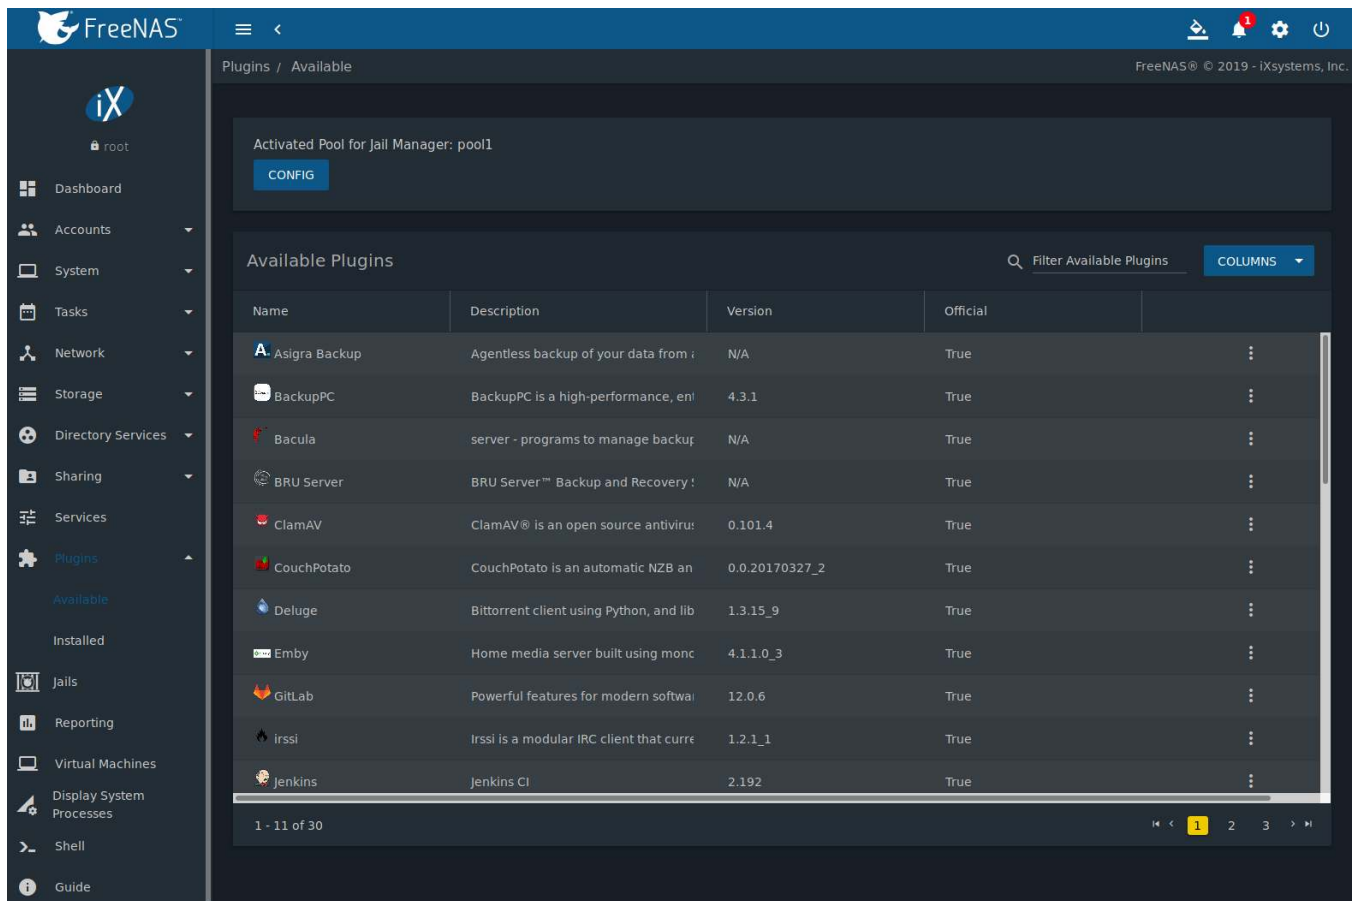 FreeNAS™
1
Plugins / Available
FreeNAS® © 2019 - iXsystems, Inc.
iX
root
Dashboard
Accounts
System
Tasks
Network
Storage
Directory Services
Sharing
Services
Plugins
Available
Installed
Jails
Reporting
Virtual Machines
Display System
Processes
Shell
Guide
Activated Pool for Jail Manager: pool1
CONFIG
Available Plugins
Filter Available Plugins
COLUMNS
Name Description Version Official
Asigra Backup Agentless backup of your data from N/A True
BackupPC BackupPC is a high-performance, N/A 4.3.1 True
Bacula server - programs to manage N/A True
BRU Server BRU Server™ Backup and Recovery N/A True
ClamAV ClamAV® is an open source 0.101.4 True
CouchPotato CouchPotato is an automatic NZB an 0.0.20170327_2 True
Deluge Bittorrent client using Python, and lib 1.3.15_9 True
Emby Home media server built using 4.1.1.0_3 True
GitLab Powerful features for modern 12.0.6 True
irssi Irssi is a modular IRC client that 1.2.1_1 True
Jenkins Jenkins CI 2.192 True
1 - 11 of 30
1 2 3